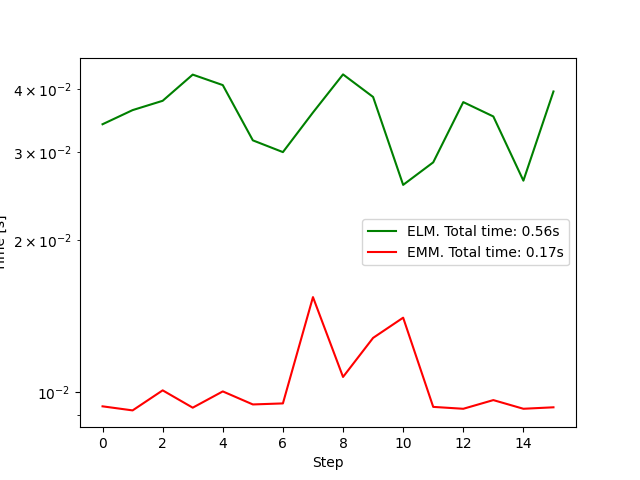 4 × 10⁻²
3 × 10⁻²
2 × 10⁻²
10⁻²
Time [s]
ELM. Total time: 0.56s
EMM. Total time: 0.17s
0 2 4 6 8 10 12 14
Step